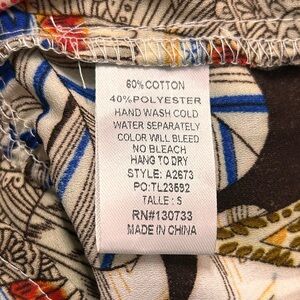 60%COTTON
40%POLYESTER
HAND WASH COLD
WATER SEPARATELY
COLOR WILL BLEED
NO BLEACH
HANG TO DRY
STYLE: A2673
PO:TL23592
TALLE : S
RN#130733
MADE IN CHINA